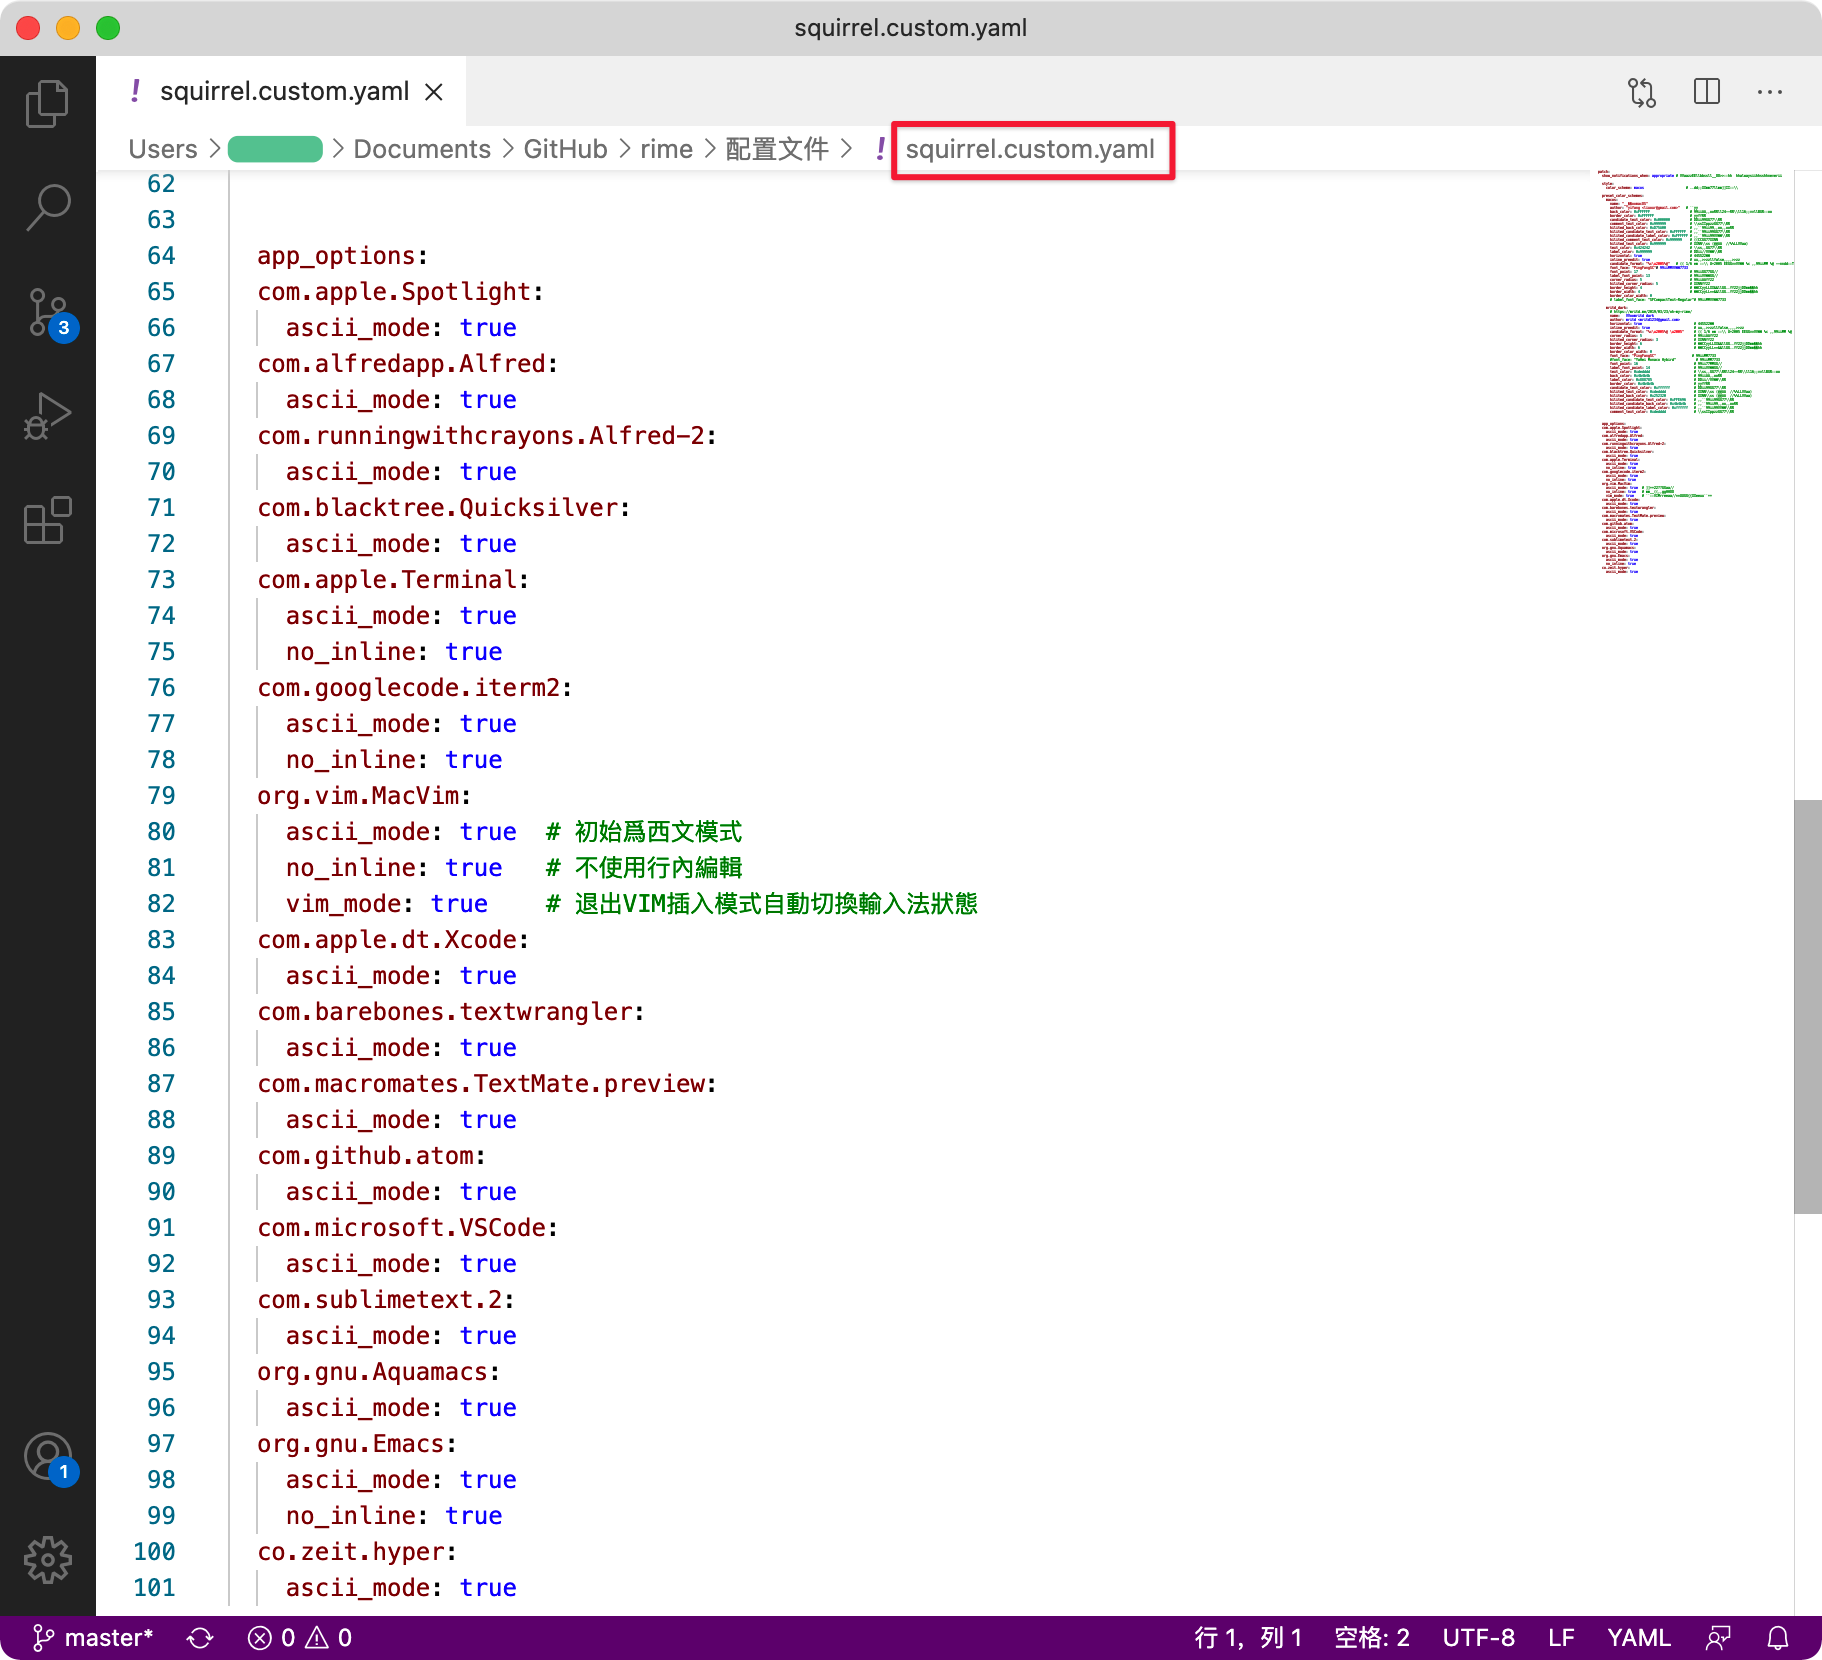 squirrel.custom.yaml
! squirrel.custom.yaml
Users > Documents > GitHub > rime > 配置文件 > ! squirrel.custom.yaml
62
63
64 app_options:
65 com.apple.Spotlight:
66 ascii_mode: true
67 com.alfredapp.Alfred:
68 ascii_mode: true
69 com.runningwithcrayons.Alfred-2:
70 ascii_mode: true
71 com.blacktree.Quicksilver:
72 ascii_mode: true
73 com.apple.Terminal:
74 ascii_mode: true
75 no_inline: true
76 com.googlecode.iterm2:
77 ascii_mode: true
78 no_inline: true
79 org.vim.MacVim:
80 ascii_mode: true # 初始爲西文模式
81 no_inline: true # 不使用行內編輯
82 vim_mode: true # 退出VIM插入模式自動切換輸入法狀態
83 com.apple.dt.Xcode:
84 ascii_mode: true
85 com.barebones.textwrangler:
86 ascii_mode: true
87 com.macromates.TextMate.preview:
88 ascii_mode: true
89 com.github.atom:
90 ascii_mode: true
91 com.microsoft.VSCode:
92 ascii_mode: true
93 com.sublimetext.2:
94 ascii_mode: true
95 org.gnu.Aquamacs:
96 ascii_mode: true
97 org.gnu.Emacs:
98 ascii_mode: true
99 no_inline: true
100 co.zeit.hyper:
101 ascii_mode: true
3
1
master* 0 0 行 1, 列 1 空格: 2 UTF-8 LF YAML